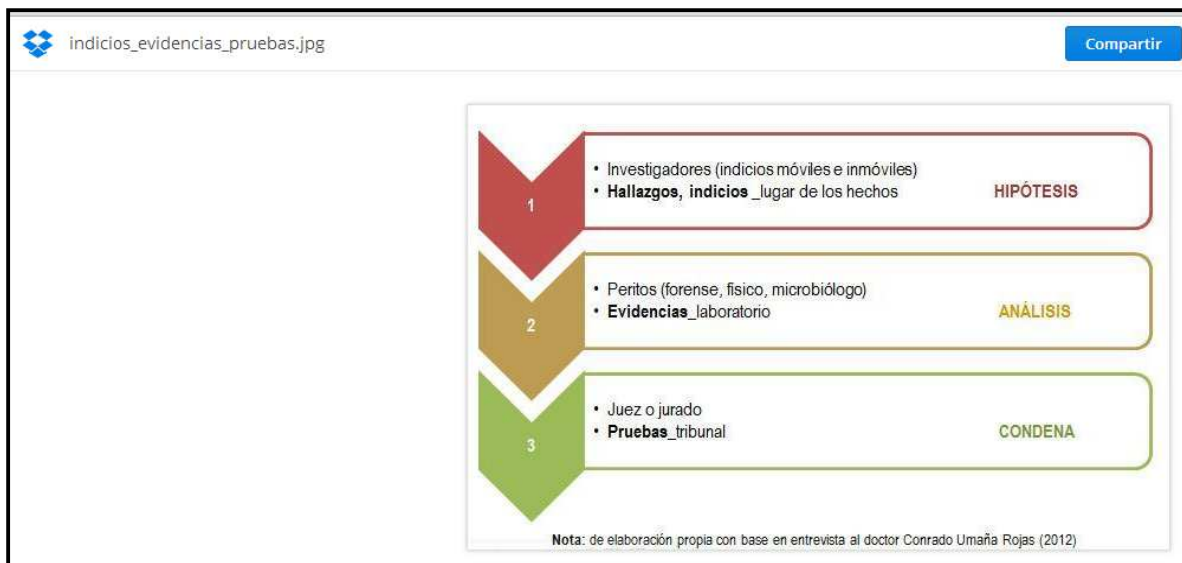 indicios_evidencias_pruebas.jpg
Compartir
1
• Investigadores (indicios móviles e inmóviles)
• Hallazgos, indicios _lugar de los hechos
HIPÓTESIS
2
• Peritos (forense, fisico, microbiólogo)
• Evidencias_laboratorio
ANÁLISIS
3
• Juez o jurado
• Pruebas_tribunal
CONDENA
Nota: de elaboración propia con base en entrevista al doctor Conrado Umaña Rojas (2012)